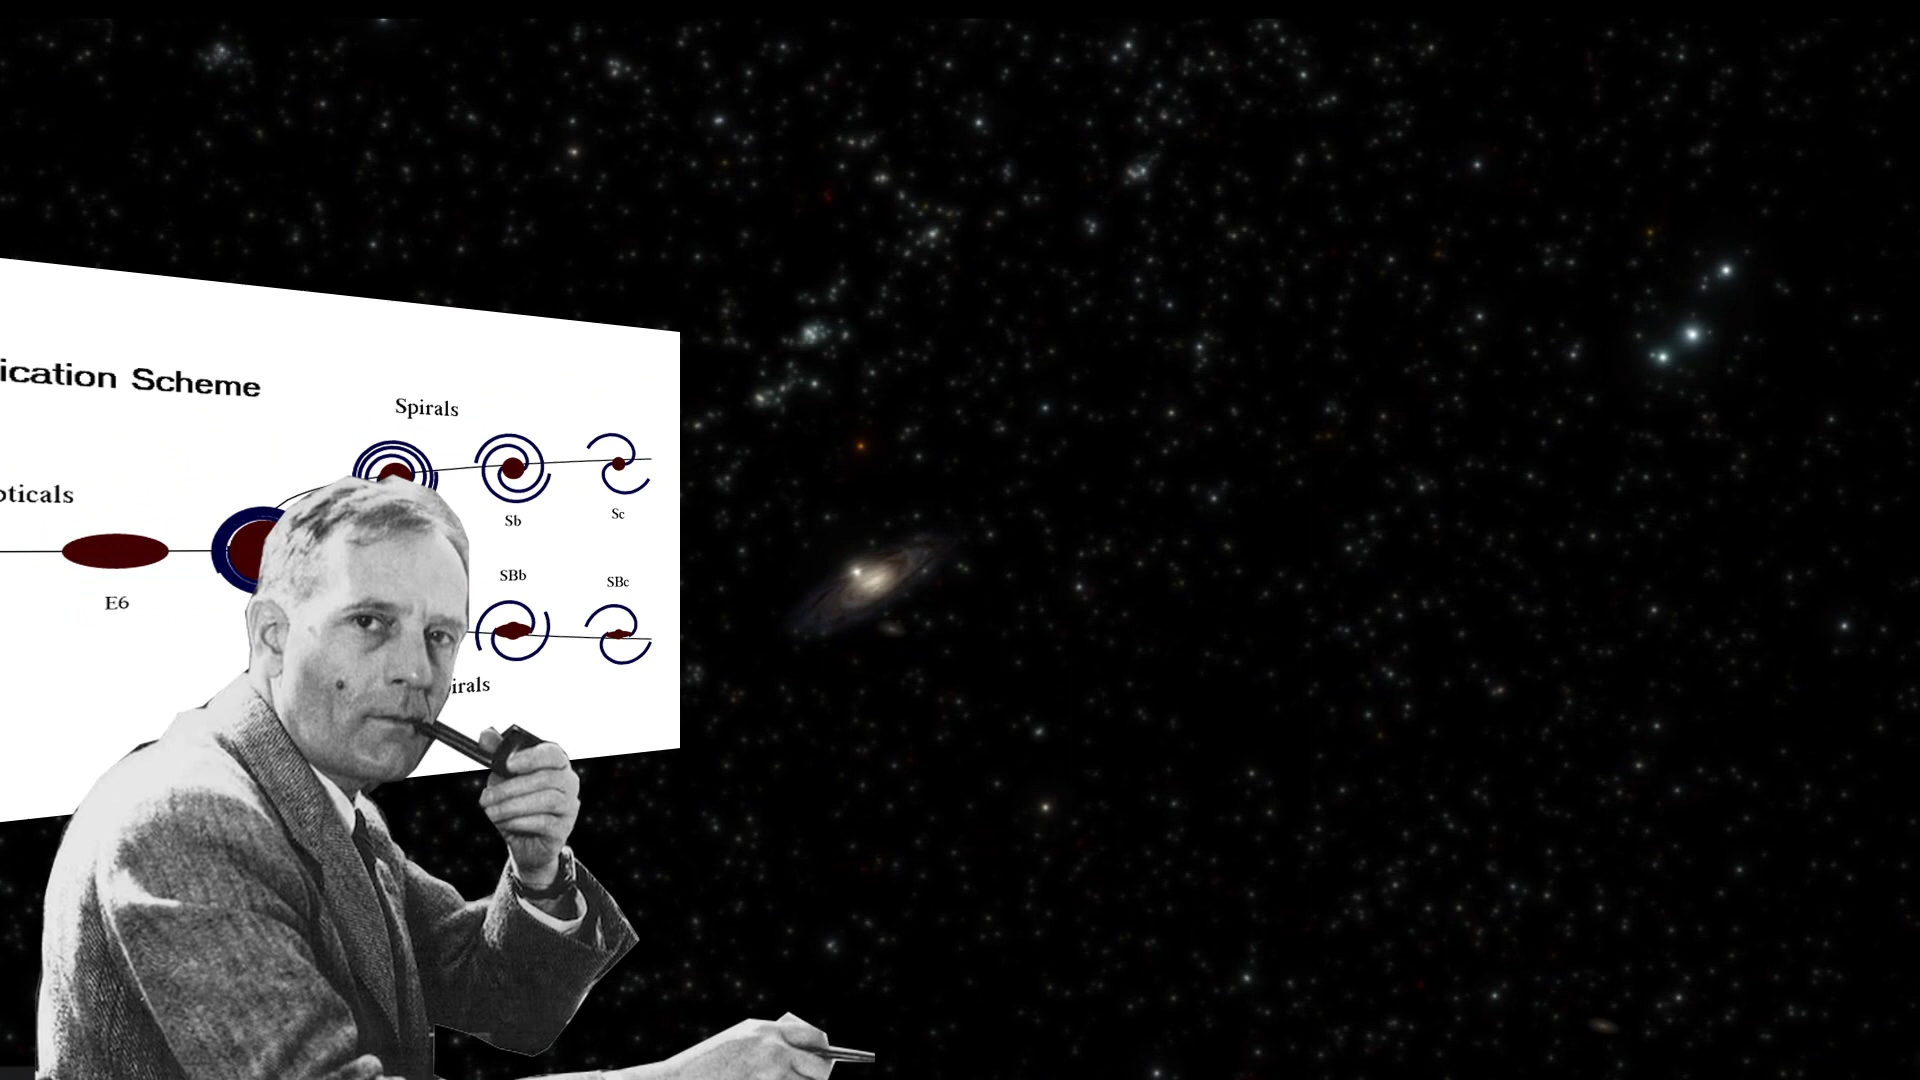 ication Scheme
Spirals
pticals
Sb
Sc
SBb
SBc
E6
irals